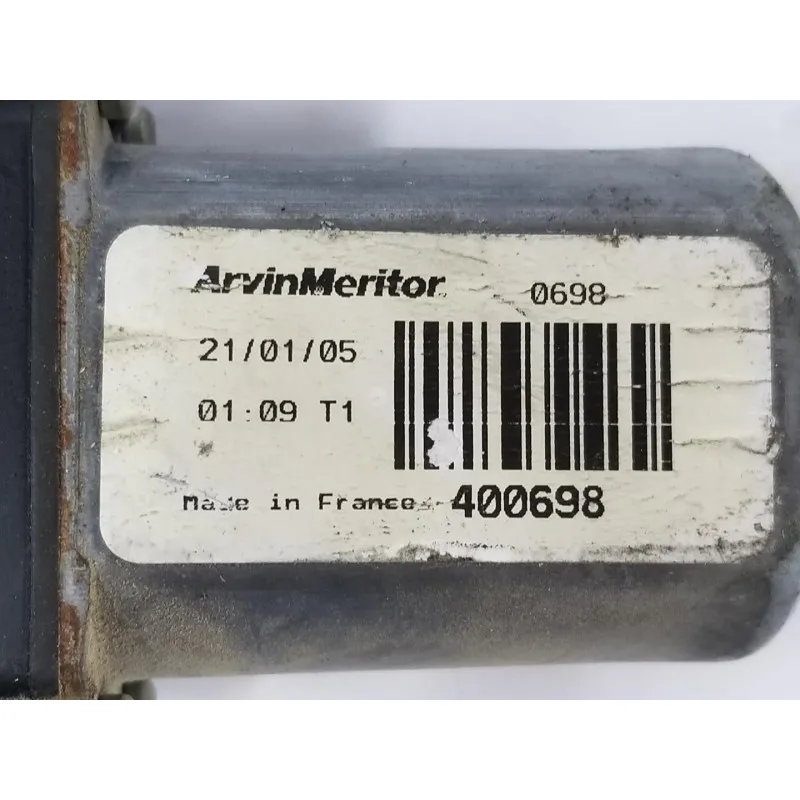 ArvinMeritor 0698
21/01/05
01:09 T1
Made in France 400698